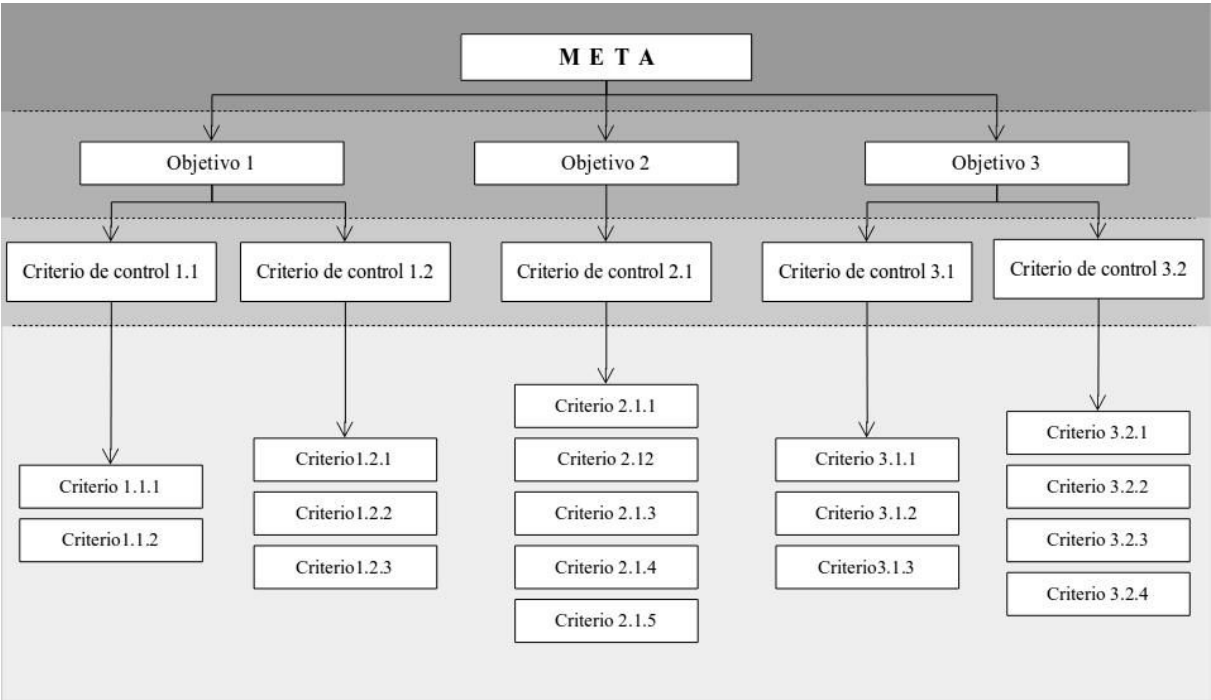 M E T A
Objetivo 1
Objetivo 2
Objetivo 3
Criterio de control 1.1
Criterio de control 1.2
Criterio de control 2.1
Criterio de control 3.1
Criterio de control 3.2
Criterio 1.1.1
Criterio1.1.2
Criterio1.2.1
Criterio1.2.2
Criterio1.2.3
Criterio 2.1.1
Criterio 2.12
Criterio 2.1.3
Criterio 2.1.4
Criterio 2.1.5
Criterio 3.1.1
Criterio 3.1.2
Criterio3.1.3
Criterio 3.2.1
Criterio 3.2.2
Criterio 3.2.3
Criterio 3.2.4